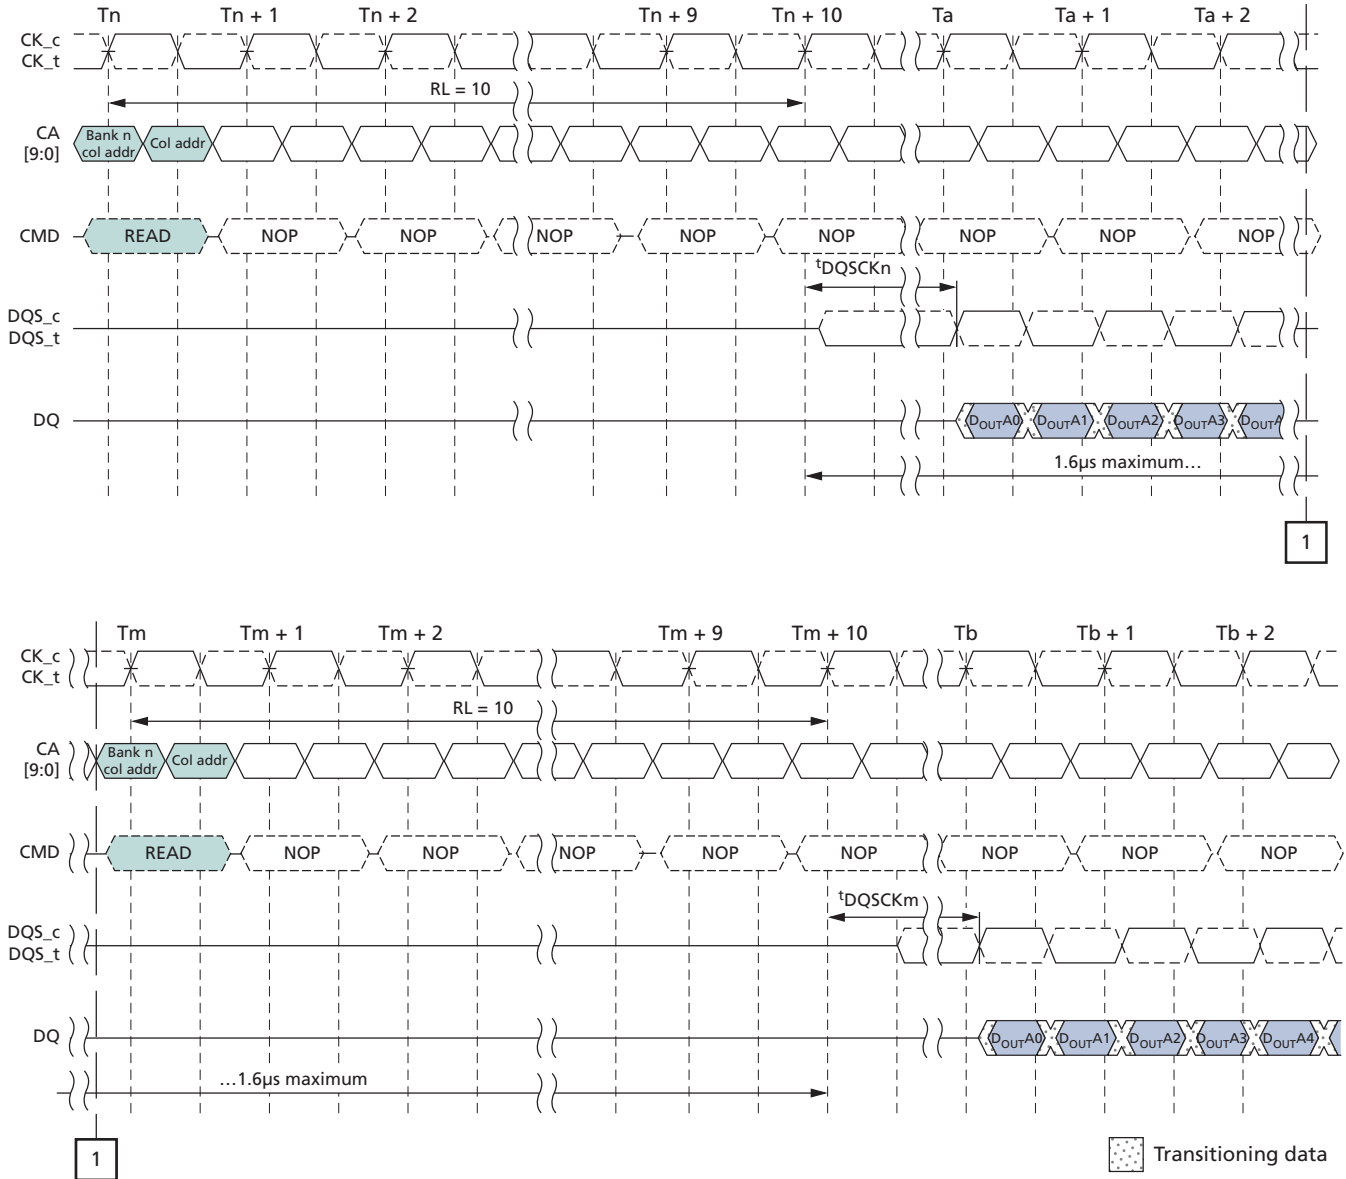 Tn Tn + 1 Tn + 2 Tn + 9 Tn + 10 Ta Ta + 1 Ta + 2
CK_c
CK_t
RL = 10
CA
[9:0]
Bank n
col addr
Col addr
CMD READ NOP NOP NOP NOP NOP NOP NOP NOP
tDQSCKn
DQS_c
DQS_t
DQ DOUTA0 DOUTA1 DOUTA2 DOUTA3 DOUTA
1.6µs maximum…
1
Tm Tm + 1 Tm + 2 Tm + 9 Tm + 10 Tb Tb + 1 Tb + 2
CK_c
CK_t
RL = 10
CA
[9:0]
Bank n
col addr
Col addr
CMD READ NOP NOP NOP NOP NOP NOP NOP NOP
tDQSCKm
DQS_c
DQS_t
DQ DOUTA0 DOUTA1 DOUTA2 DOUTA3 DOUTA4
…1.6µs maximum
1
Transitioning data